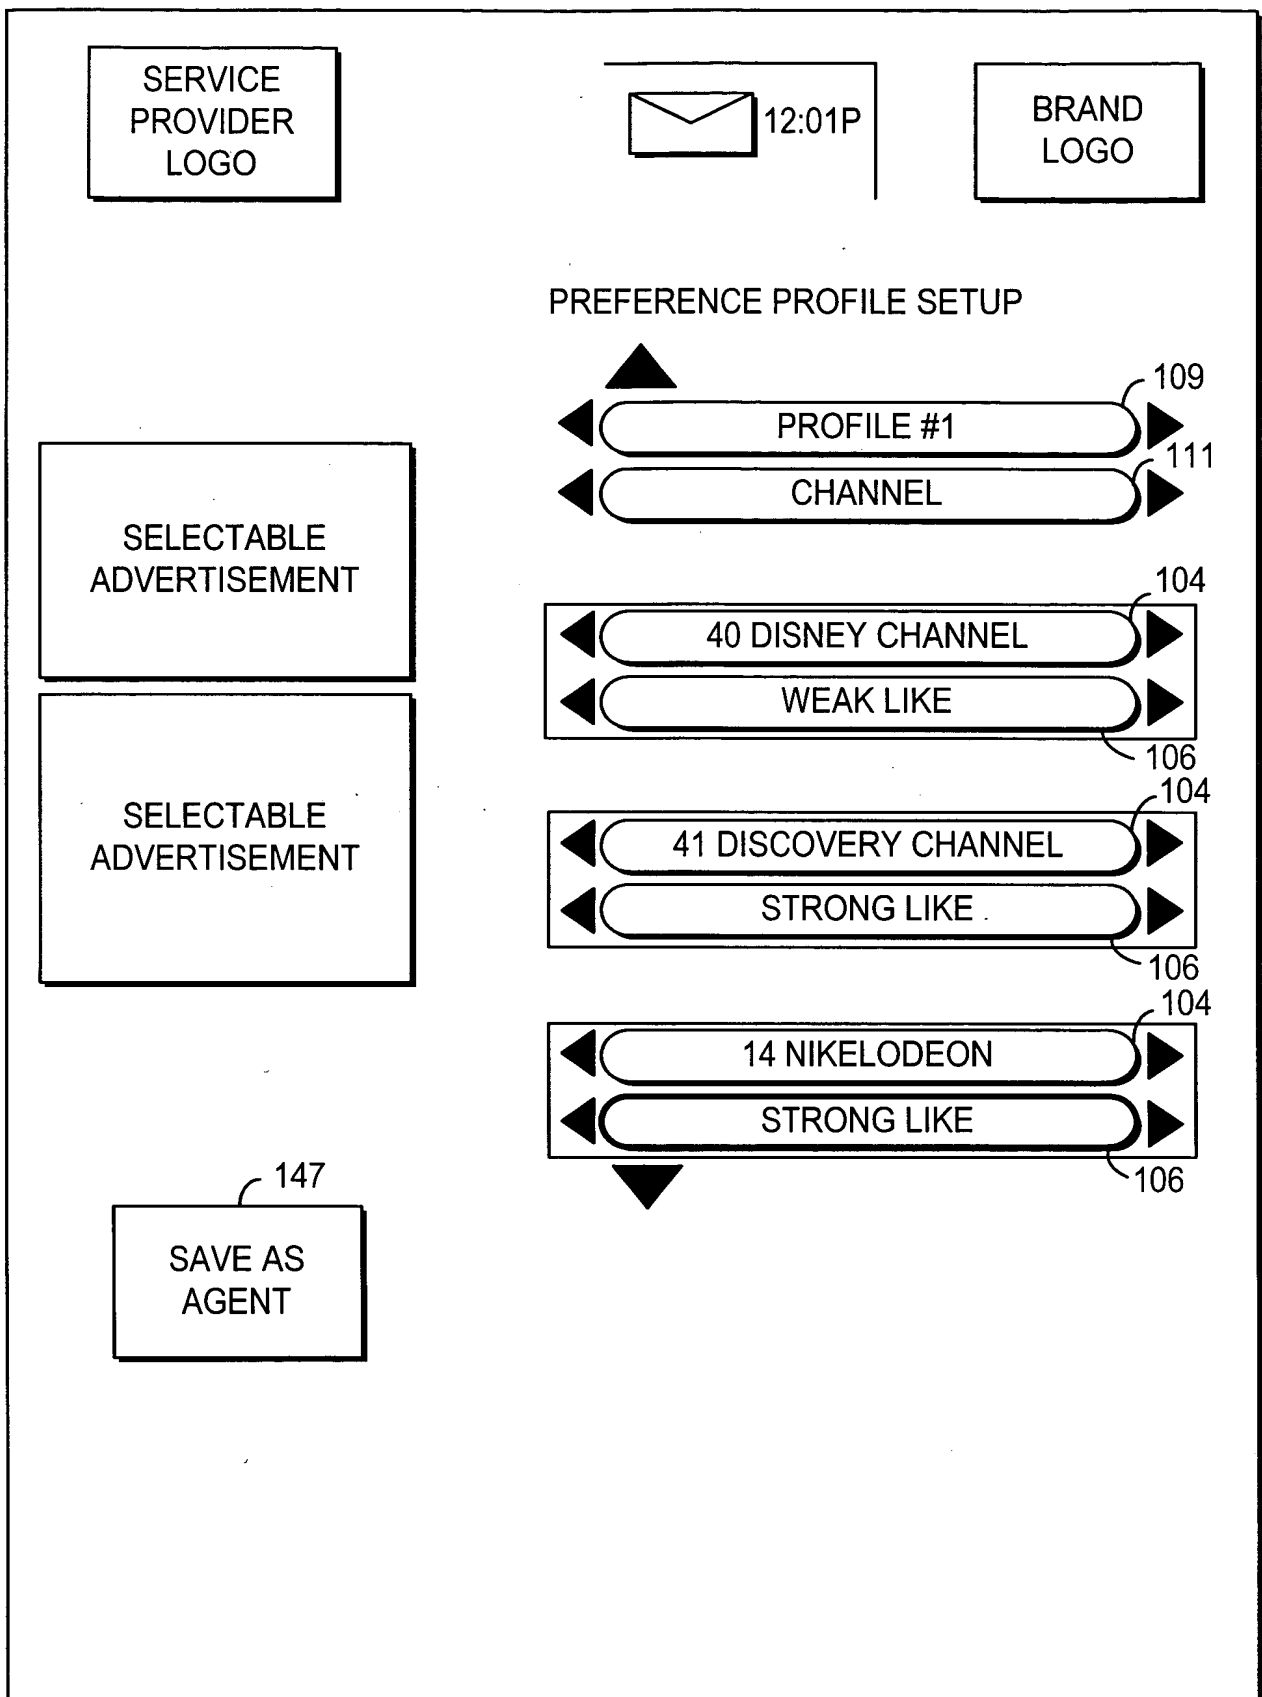 SERVICE
PROVIDER
LOGO
12:01P
BRAND
LOGO
PREFERENCE PROFILE SETUP
109
PROFILE #1
111
CHANNEL
SELECTABLE
ADVERTISEMENT
104
40 DISNEY CHANNEL
WEAK LIKE
106
SELECTABLE
ADVERTISEMENT
104
41 DISCOVERY CHANNEL
STRONG LIKE
106
104
14 NIKELODEON
STRONG LIKE
106
147
SAVE AS
AGENT